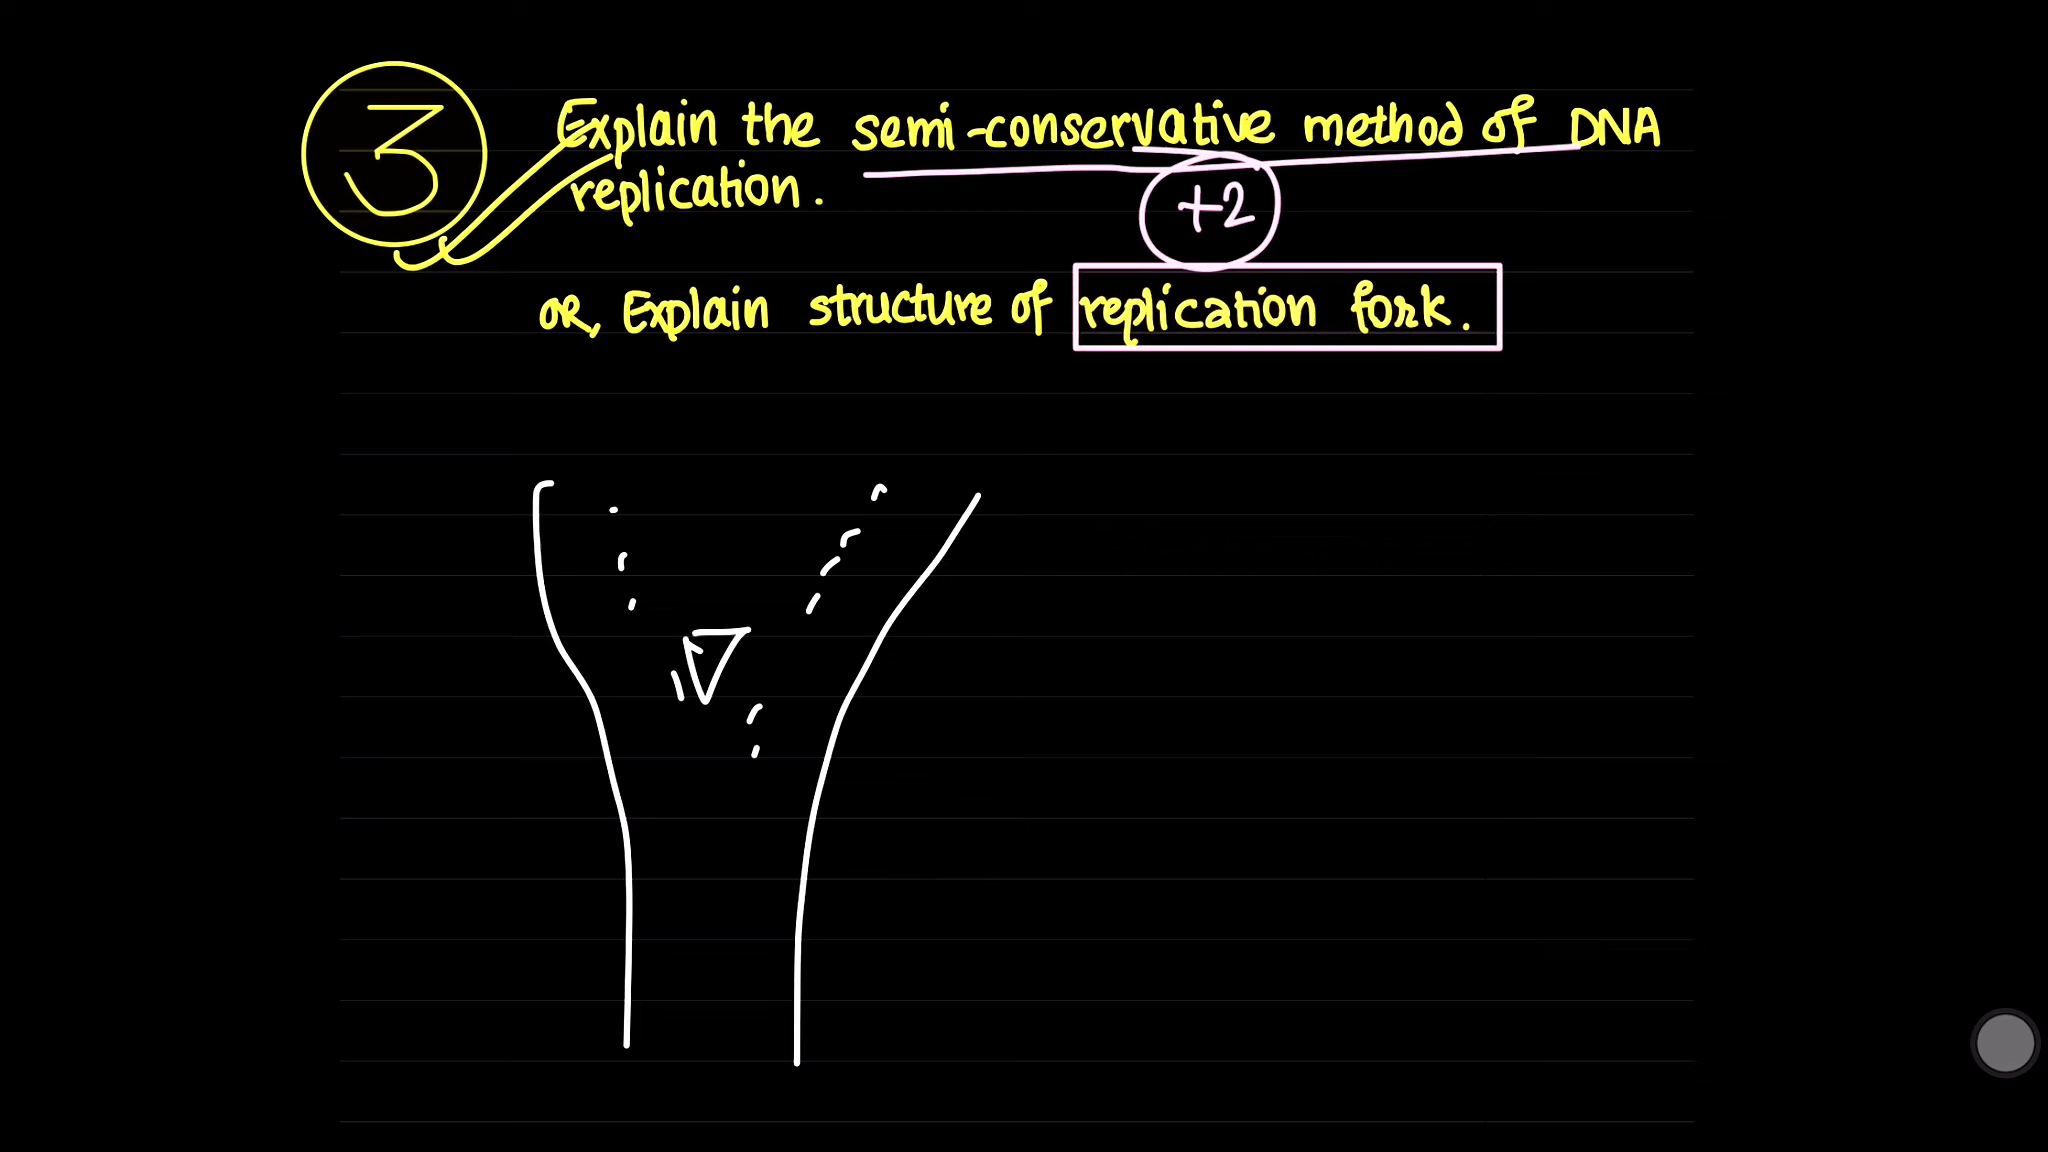 3 Explain the semi-conservative method of DNA
replication.
+2
OR, Explain structure of replication fork.